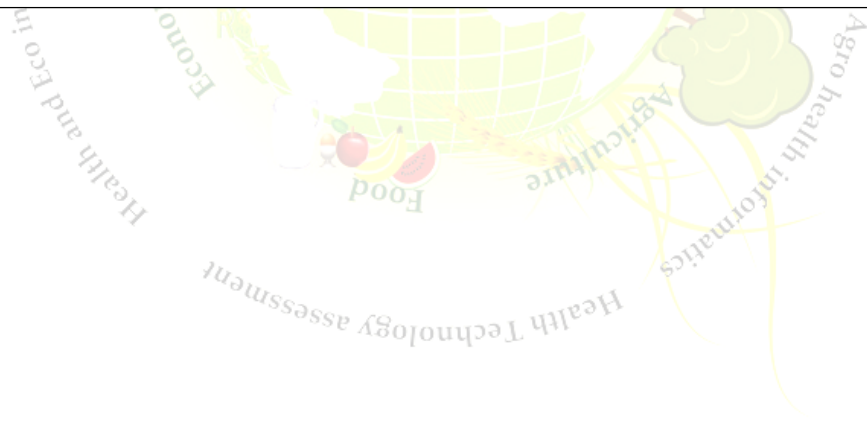 Health and Eco in
Econo
Food
Agriculture
Agro health informatics
Health Technology assessment